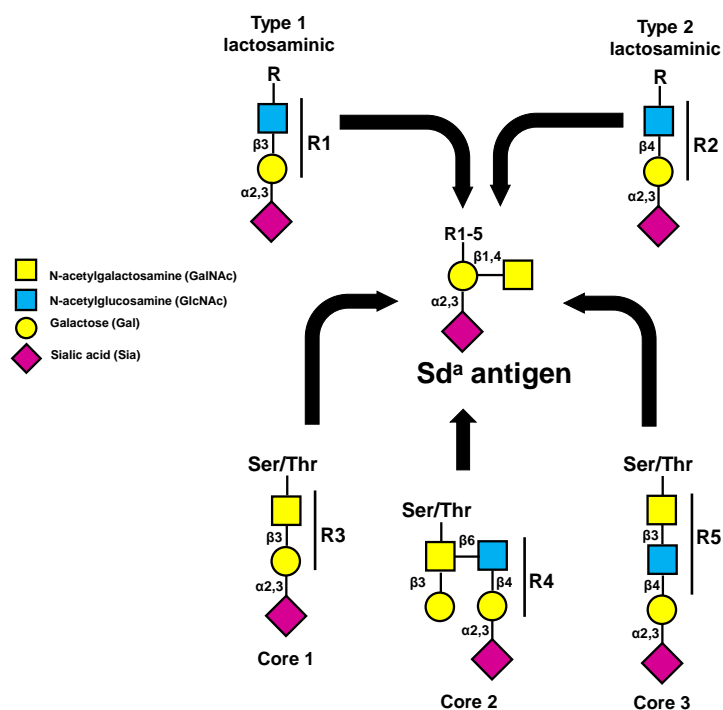 Type 1
lactosaminic
R
β3
R1
α2,3
Type 2
lactosaminic
R
β4
R2
α2,3
R1-5
β1,4
α2,3
Sdª antigen
N-acetylgalactosamine (GalNAc)
N-acetylglucosamine (GlcNAc)
Galactose (Gal)
Sialic acid (Sia)
Ser/Thr
β3
R3
α2,3
Core 1
Ser/Thr
β6
β3
β4
R4
α2,3
Core 2
Ser/Thr
β3
R5
β4
α2,3
Core 3